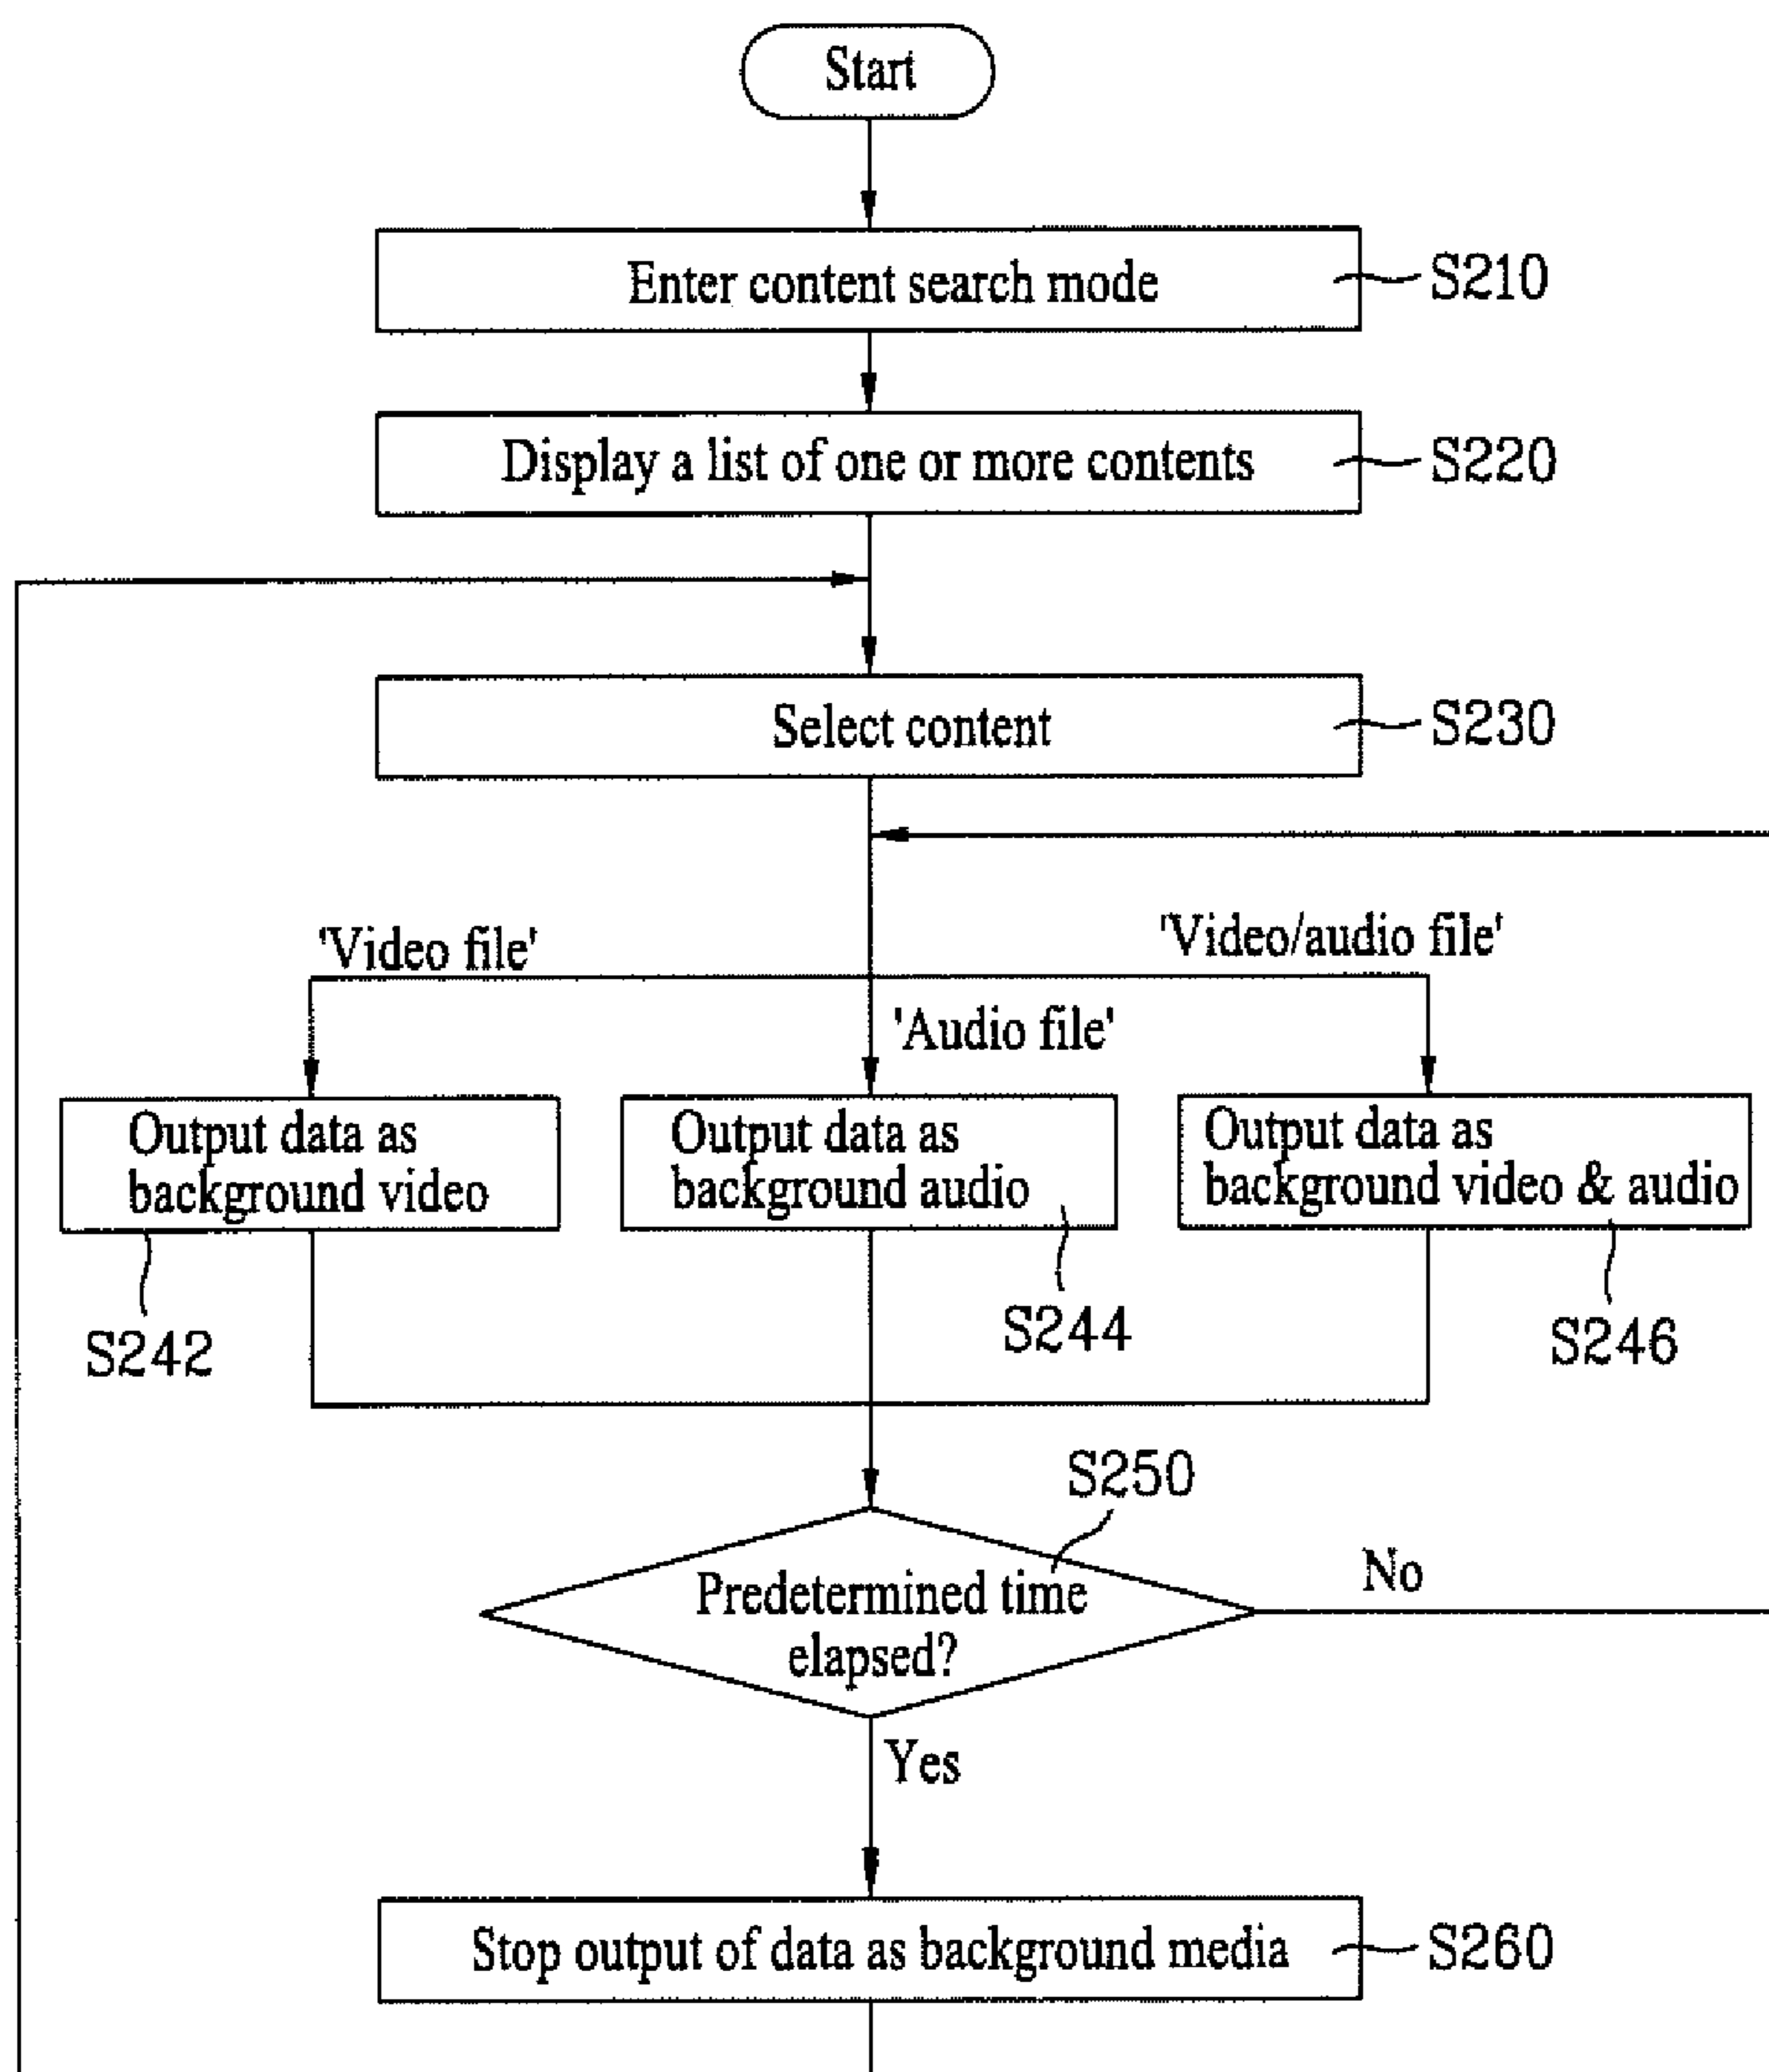 Start
Enter content search mode
S210
Display a list of one or more contents
S220
Select content
S230
'Video file'
'Video/audio file'
'Audio file'
Output data as
background video
Output data as
background audio
Output data as
background video & audio
S242
S244
S246
S250
Predetermined time
elapsed?
No
Yes
Stop output of data as background media
S260